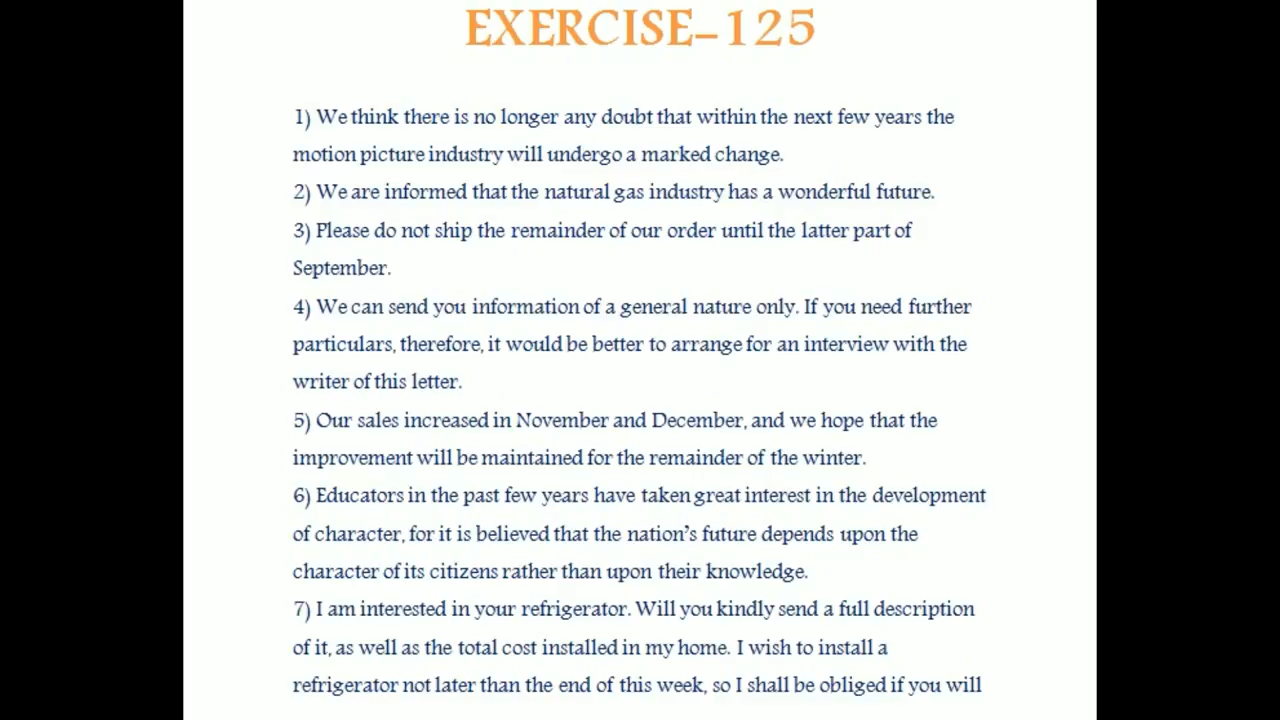 EXERCISE–125
1) We think there is no longer any doubt that within the next few years the
motion picture industry will undergo a marked change.
2) We are informed that the natural gas industry has a wonderful future.
3) Please do not ship the remainder of our order until the latter part of
September.
4) We can send you information of a general nature only. If you need further
particulars, therefore, it would be better to arrange for an interview with the
writer of this letter.
5) Our sales increased in November and December, and we hope that the
improvement will be maintained for the remainder of the winter.
6) Educators in the past few years have taken great interest in the development
of character, for it is believed that the nation’s future depends upon the
character of its citizens rather than upon their knowledge.
7) I am interested in your refrigerator. Will you kindly send a full description
of it, as well as the total cost installed in my home. I wish to install a
refrigerator not later than the end of this week, so I shall be obliged if you will